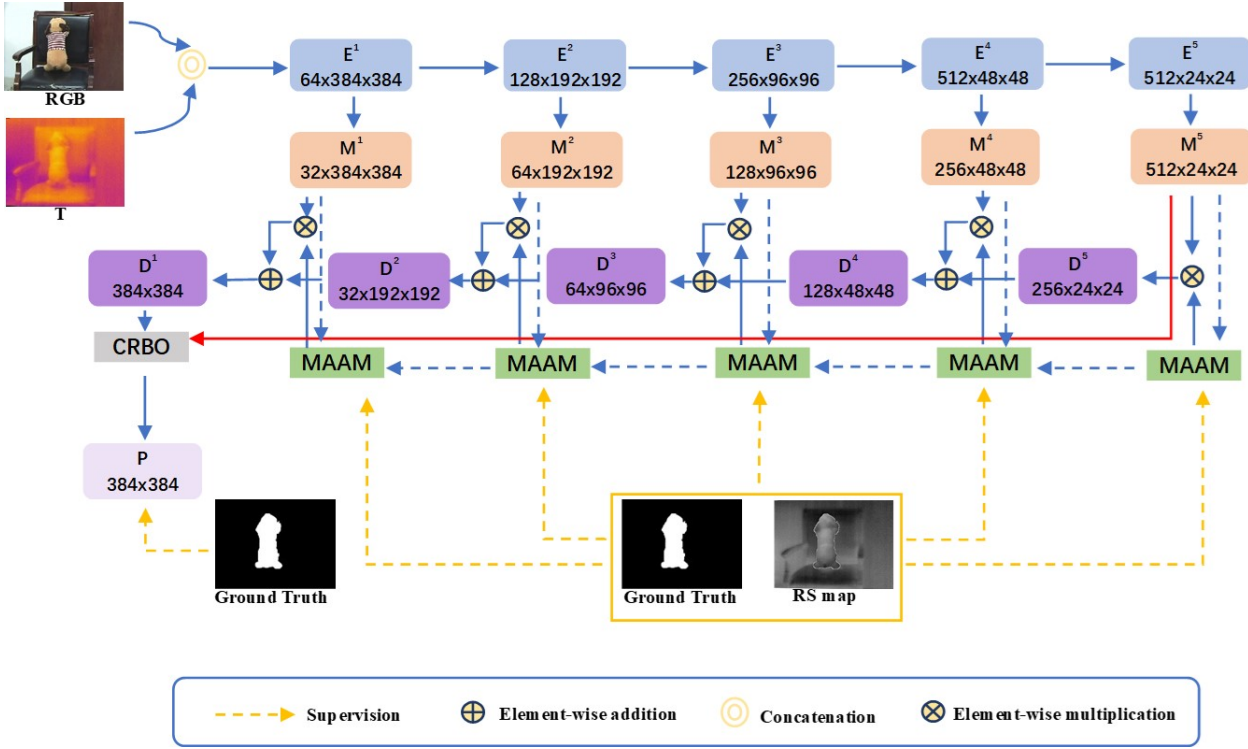 RGB
T
E1
64x384x384
E2
128x192x192
E3
256x96x96
E4
512x48x48
E5
512x24x24
M1
32x384x384
M2
64x192x192
M3
128x96x96
M4
256x48x48
M5
512x24x24
D1
384x384
D2
32x192x192
D3
64x96x96
D4
128x48x48
D5
256x24x24
CRBO
MAAM
MAAM
MAAM
MAAM
MAAM
P
384x384
Ground Truth
Ground Truth
RS map
Supervision
Element-wise addition
Concatenation
Element-wise multiplication